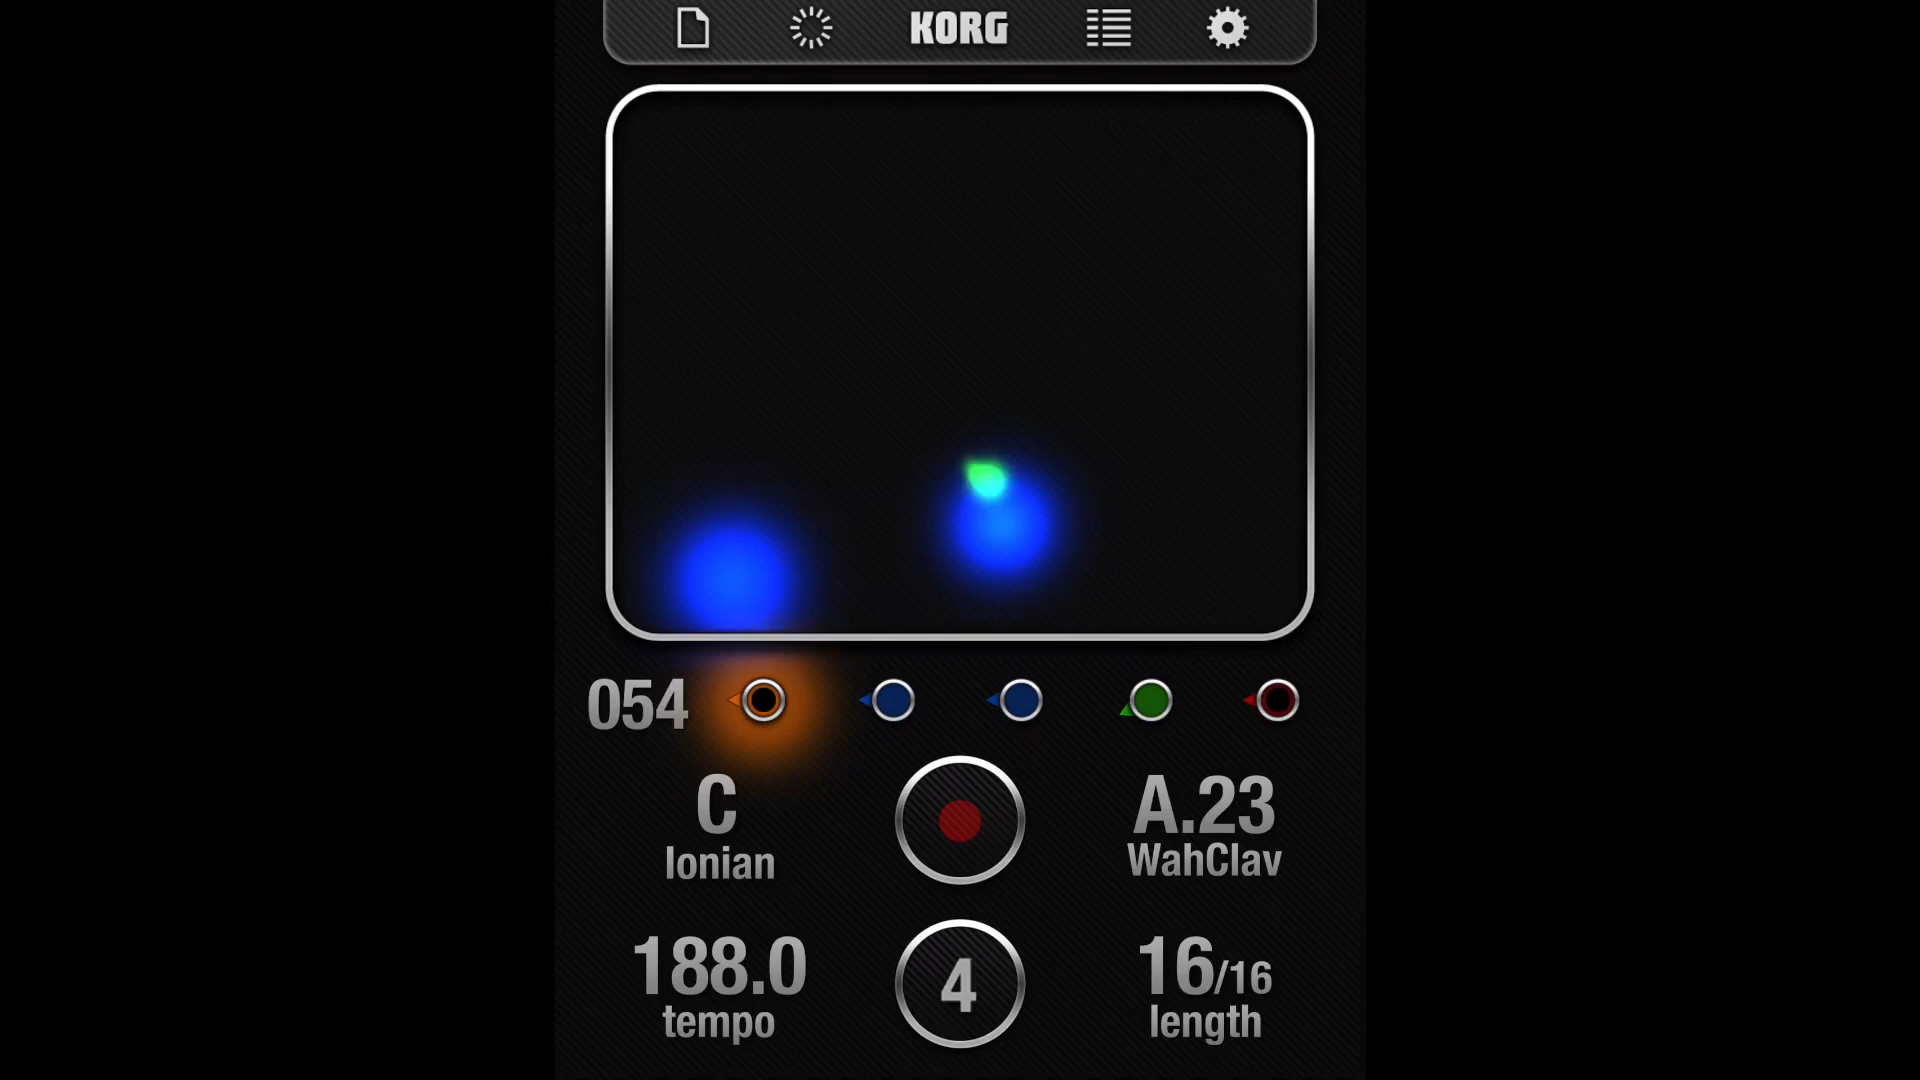 KORG
054
C
Ionian
A.23
WahClav
188.0
tempo
4
16/16
length